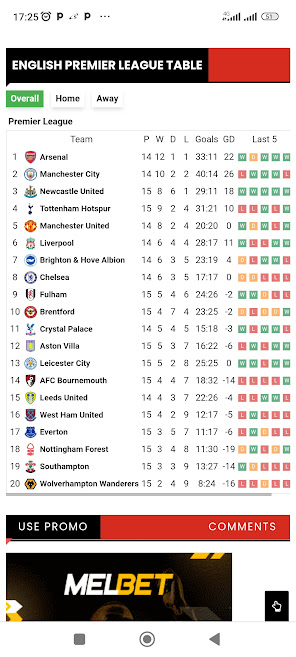 17:25
4G
51
ENGLISH PREMIER LEAGUE TABLE
Overall Home Away
Premier League
Team P W D L Goals GD Last 5
1 Arsenal 14 12 1 1 33:11 22 W D W W W
2 Manchester City 14 10 2 2 40:14 26 L W W W L
3 Newcastle United 15 8 6 1 29:11 18 W W W W W
4 Tottenham Hotspur 15 9 2 4 31:21 10 L L W L W
5 Manchester United 14 8 2 4 20:20 0 W D W L W
6 Liverpool 14 6 4 4 28:17 11 W L L W W
7 Brighton & Hove Albion 14 6 3 5 23:19 4 D L W W L
8 Chelsea 14 6 3 5 17:17 0 D D L L L
9 Fulham 15 5 4 6 24:26 -2 W W D L L
10 Brentford 15 4 7 4 23:25 -2 D L D D W
11 Crystal Palace 14 5 4 5 15:18 -3 W L W W L
12 Aston Villa 15 5 3 7 16:22 -6 L W L W W
13 Leicester City 15 5 2 8 25:25 0 W W L W W
14 AFC Bournemouth 15 4 4 7 18:32 -14 L L L L W
15 Leeds United 14 4 3 7 22:26 -4 L L W W L
16 West Ham United 15 4 2 9 12:17 -5 L W L L L
17 Everton 15 3 5 7 11:17 -6 L W D L L
18 Nottingham Forest 15 3 4 8 11:30 -19 D W L D W
19 Southampton 15 3 3 9 13:27 -14 W D L L L
20 Wolverhampton Wanderers 15 2 4 9 8:24 -16 L L D L L
USE PROMO COMMENTS
MELBET